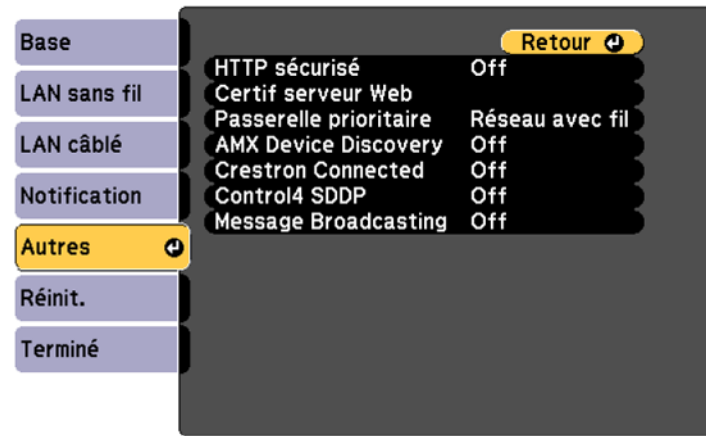 Base
LAN sans fil
LAN câblé
Notification
Autres
Réinit.
Terminé
Retour
HTTP sécurisé Off
Certif serveur Web
Passerelle prioritaire Réseau avec fil
AMX Device Discovery Off
Crestron Connected Off
Control4 SDDP Off
Message Broadcasting Off